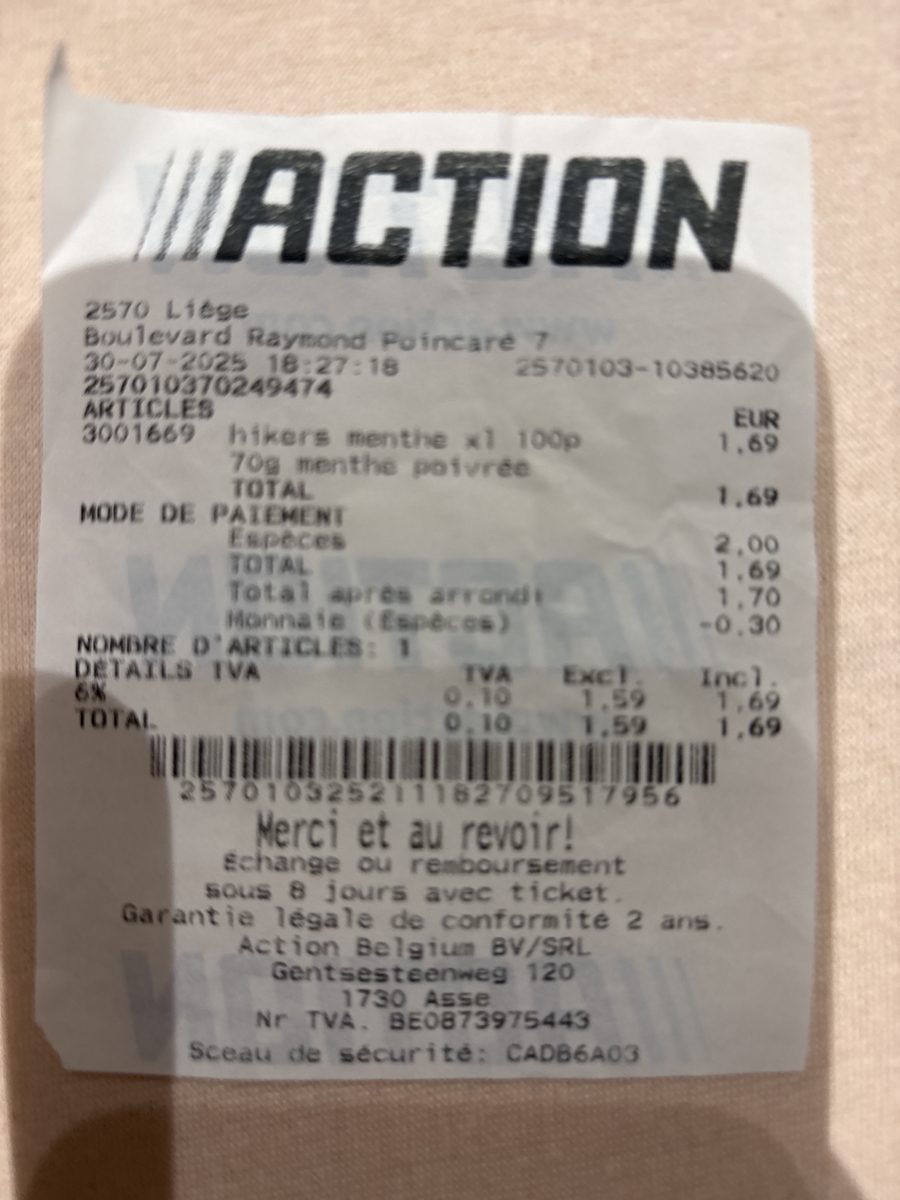 ACTION
2570 Liège
Boulevard Raymond Poincaré 7
30-07-2025 18:27:18 2570103-10385620
257010370249474
ARTICLES EUR
3001669 hikers menthe x1 100p 1,69
70g menthe poivrée
TOTAL 1,69
MODE DE PAIEMENT
Espèces 2,00
TOTAL 1,69
Total après arrondi 1,70
Monnaie (Espèces) -0,30
NOMBRE D'ARTICLES: 1
DÉTAILS TVA TVA Excl. Incl.
6% 0,10 1,59 1,69
TOTAL 0,10 1,59 1,69
2570103252111182709517956
Merci et au revoir!
Échange ou remboursement
sous 8 jours avec ticket.
Garantie légale de conformité 2 ans.
Action Belgium BV/SRL
Gentsesteenweg 120
1730 Asse
Nr TVA. BE0873975443
Sceau de sécurité: CADB6A03